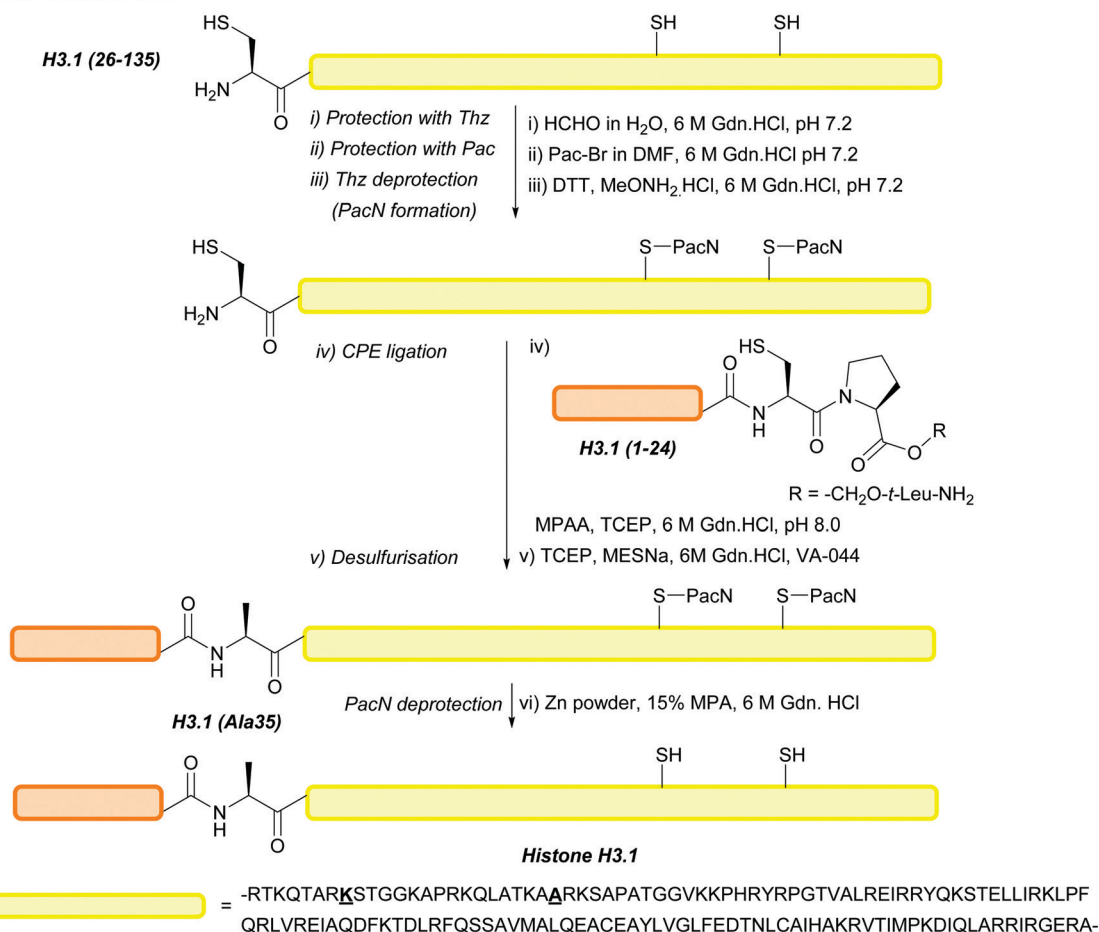 HS
SH
SH
H3.1 (26-135)
H2N
O
i) Protection with Thz
ii) Protection with Pac
iii) Thz deprotection
(PacN formation)
i) HCHO in H2O, 6 M Gdn.HCl, pH 7.2
ii) Pac-Br in DMF, 6 M Gdn.HCl pH 7.2
iii) DTT, MeONH2.HCl, 6 M Gdn.HCl, pH 7.2
HS
S—PacN
S—PacN
H2N
O
iv) CPE ligation
iv)
HS
O
N
H
O
N
O
O
R
H3.1 (1-24)
R = -CH2O-t-Leu-NH2
MPAA, TCEP, 6 M Gdn.HCl, pH 8.0
v) Desulfurisation
v) TCEP, MESNa, 6M Gdn.HCl, VA-044
O
N
H
O
S—PacN
S—PacN
H3.1 (Ala35)
PacN deprotection
vi) Zn powder, 15% MPA, 6 M Gdn. HCl
O
N
H
O
SH
SH
Histone H3.1
= -RTKQTARKSTGGKAPRKQLATKAARKSAPATGGVKKPHRYRPGTVALREIRRYQKSTELLIRKLPF
QRLVREIAQDFKTDLRFQSSAVMALQEACEAYLVGLFEDTNLCAIHAKRVTIMPKDIQLARRIRGERA-